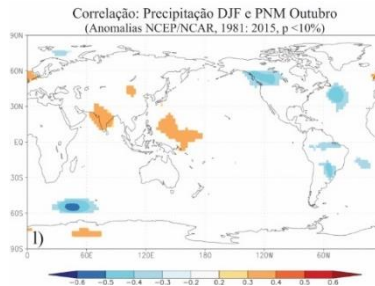 Correlação: Precipitação DJF e PNM Outubro
(Anomalias NCEP/NCAR, 1981: 2015, p <10%)
90N
60N
30N
EQ
30S
60S
90S
l)
0
60E
120E
180
120W
60W
-0.6 -0.5 -0.4 -0.3 -0.2 0.2 0.3 0.4 0.5 0.6